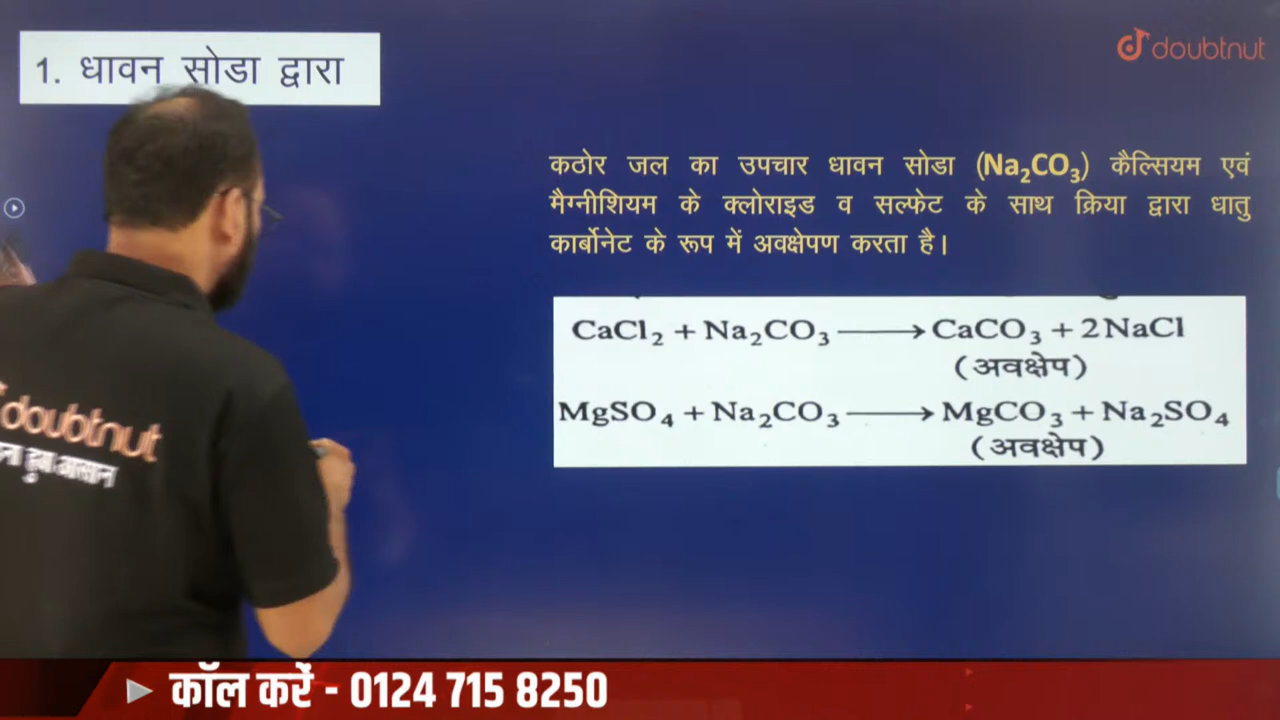 1. धावन सोडा द्वारा
doubtnut
कठोर जल का उपचार धावन सोडा (Na₂CO₃) कैल्सियम एवं
मैग्नीशियम के क्लोराइड व सल्फेट के साथ क्रिया द्वारा धातु
कार्बोनेट के रूप में अवक्षेपण करता है।
CaCl₂ + Na₂CO₃ ⟶ CaCO₃ + 2NaCl
(अवक्षेप)
MgSO₄ + Na₂CO₃ ⟶ MgCO₃ + Na₂SO₄
(अवक्षेप)
doubtnut
हुआ आसान
कॉल करें - 0124 715 8250